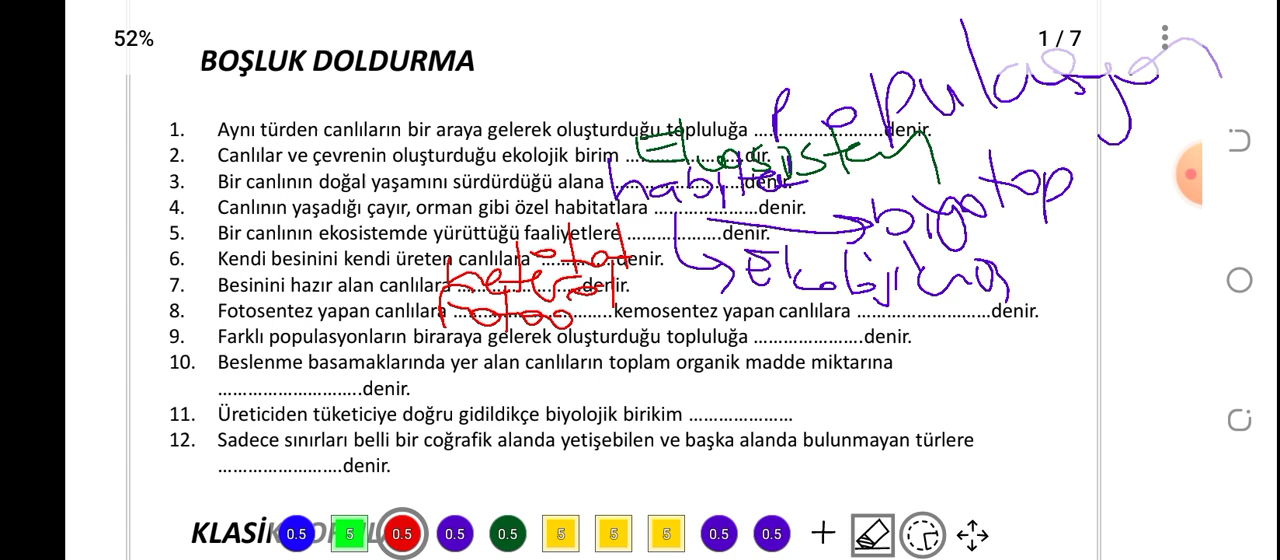 52%
1 / 7
BOŞLUK DOLDURMA
populasyon
1. Aynı türden canlıların bir araya gelerek oluşturduğu topluluğa ........................denir.
2. Canlılar ve çevrenin oluşturduğu ekolojik birim ......................dir.
Ekosistem
3. Bir canlının doğal yaşamını sürdürdüğü alana .........................denir.
habitat
4. Canlının yaşadığı çayır, orman gibi özel habitatlara ....................denir.
biyotop
5. Bir canlının ekosistemde yürüttüğü faaliyetlere ....................denir.
6. Kendi besinini kendi üreten canlılara ................denir.
7. Besinini hazır alan canlılara ........................denir.
8. Fotosentez yapan canlılara ..............................kemosentez yapan canlılara ..............................denir.
9. Farklı populasyonların biraraya gelerek oluşturduğu topluluğa ....................denir.
10. Beslenme basamaklarında yer alan canlıların toplam organik madde miktarına
...........................denir.
11. Üreticiden tüketiciye doğru gidildikçe biyolojik birikim ...................
12. Sadece sınırları belli bir coğrafik alanda yetişebilen ve başka alanda bulunmayan türlere
.......................denir.
0.5 5 0.5 0.5 0.5 5 5 5 0.5 0.5